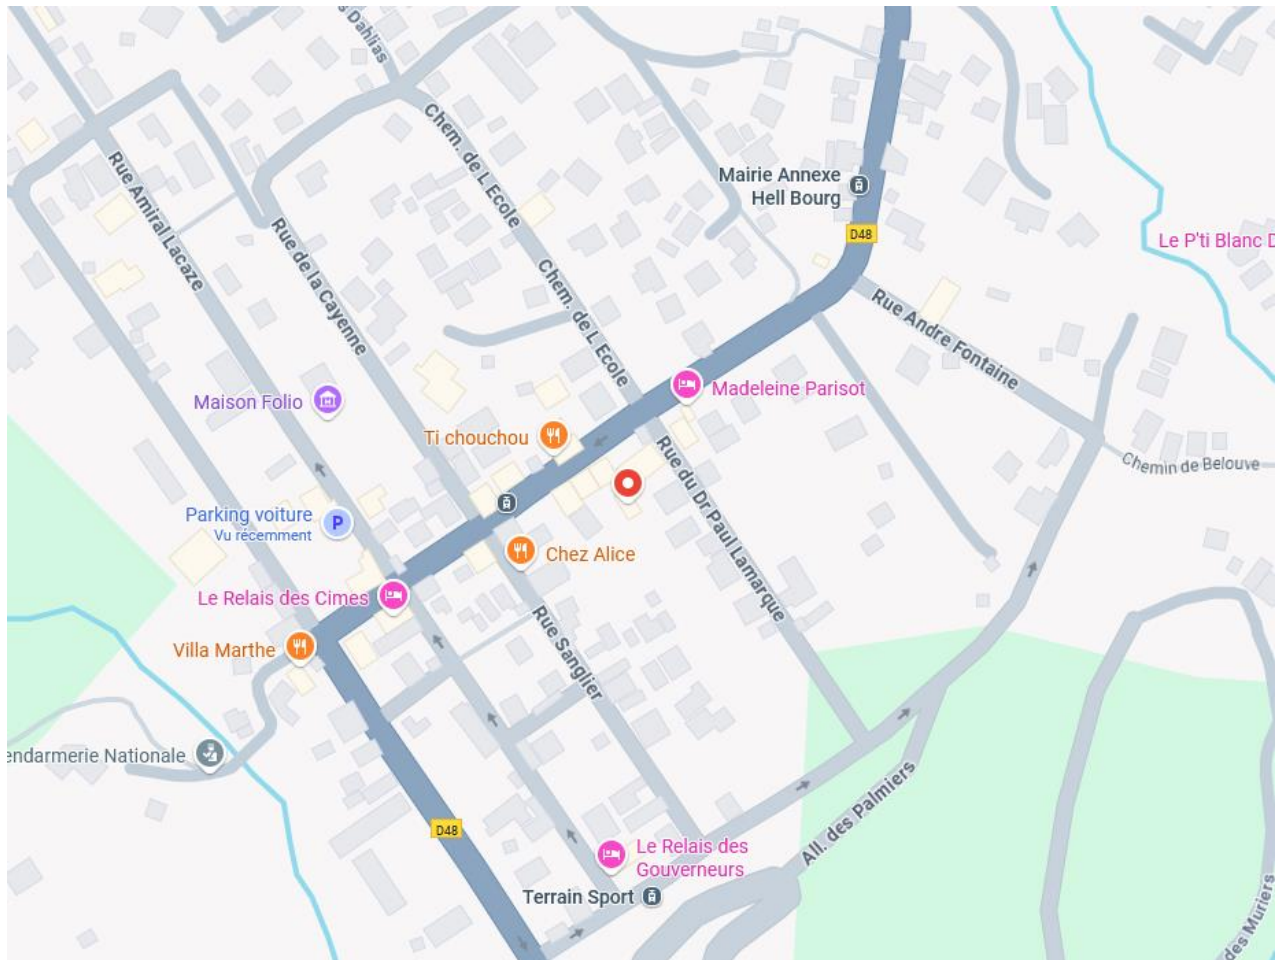 Dahlias
Chem. de L Ecole
Mairie Annexe
Hell Bourg
Rue Amiral Lacaze
D48
Le P'ti Blanc D
Rue de la Cayenne
Chem. de L Ecole
Rue Andre Fontaine
Maison Folio
Madeleine Parisot
Ti chouchou
Chemin de Belouve
Rue du Dr Paul Lamarque
Parking voiture
P
Vu récemment
Chez Alice
Le Relais des Cimes
Villa Marthe
Rue Sanglier
endarmerie Nationale
D48
All. des Palmiers
Le Relais des
Gouverneurs
Terrain Sport
des Muriers